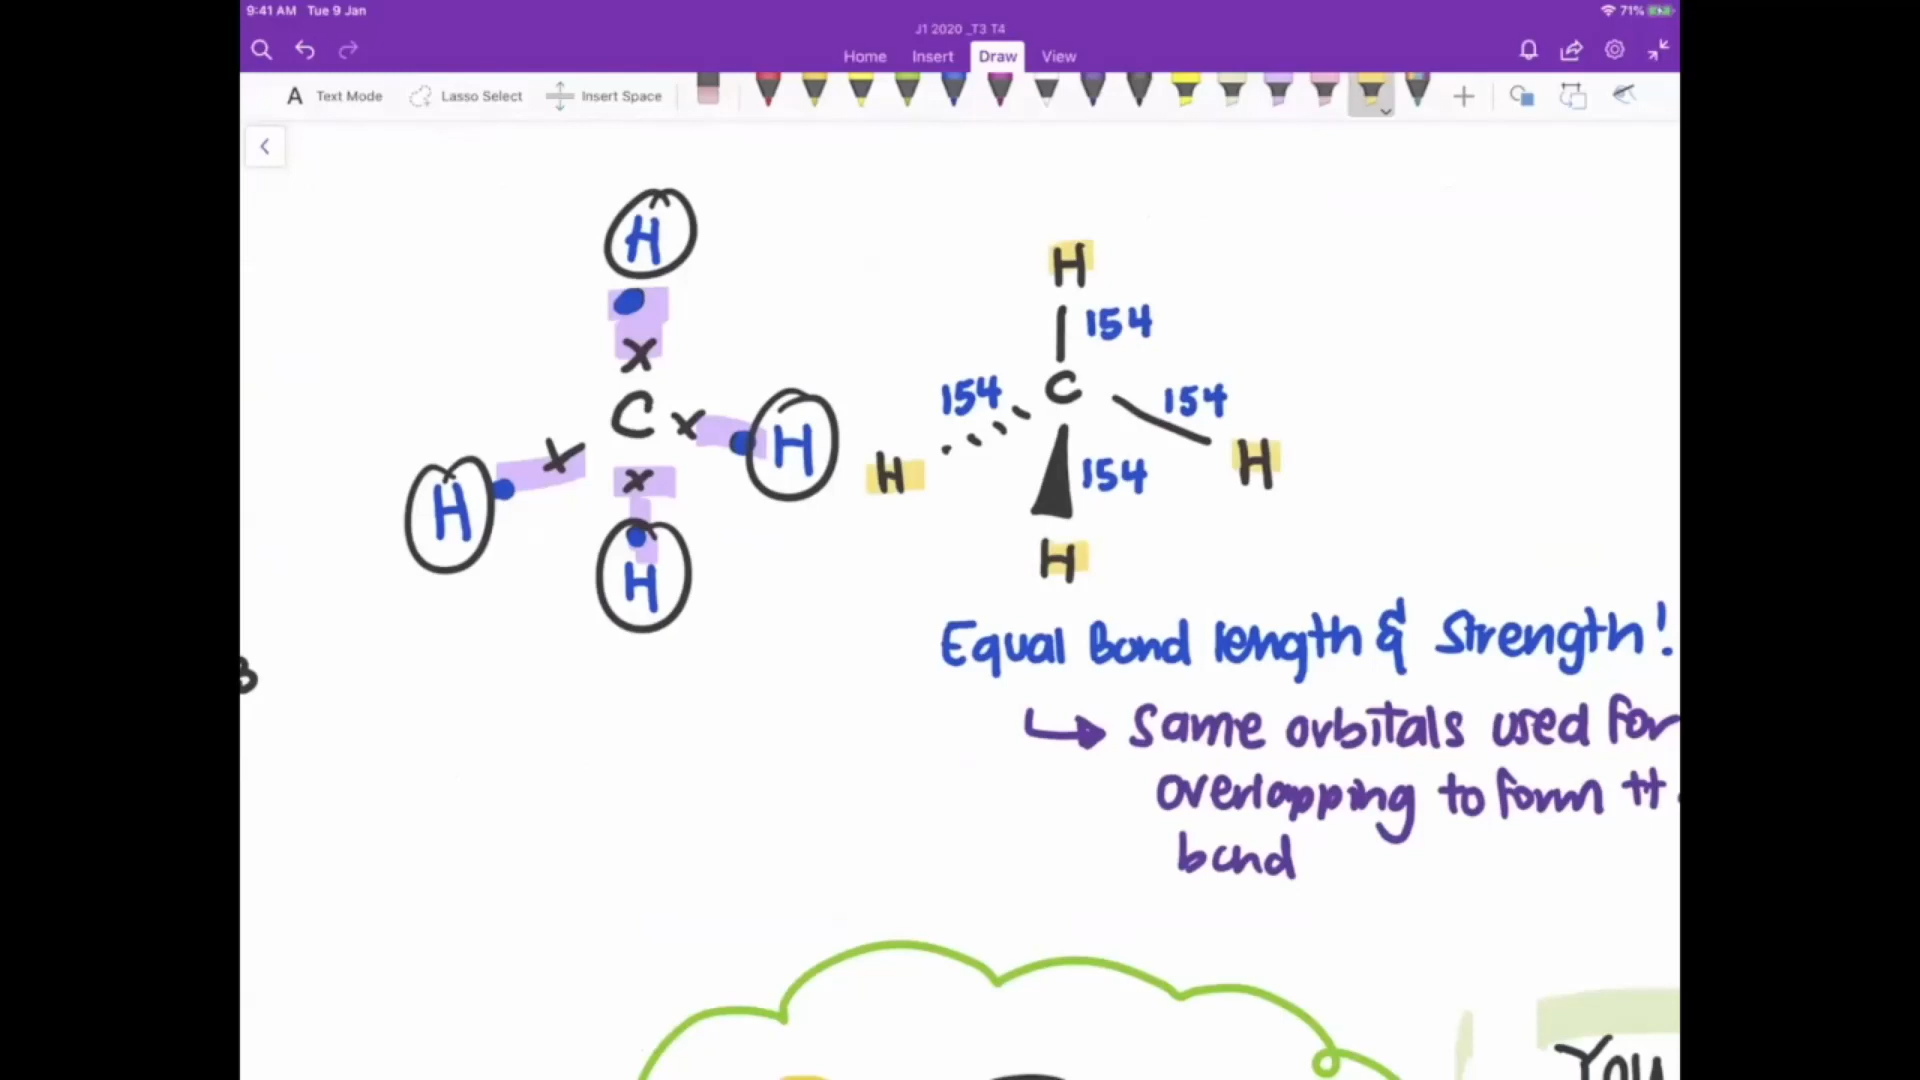 9:41 AM Tue 9 Jan
71%
J1 2020 _T3 T4
Home Insert Draw View
A Text Mode Lasso Select Insert Space
H
H
x
154
C
154
154
C x H
H x
H
H
x
154
H
H
Equal Bond length & Strength!
Same orbitals used for
overlapping to form
bond
You